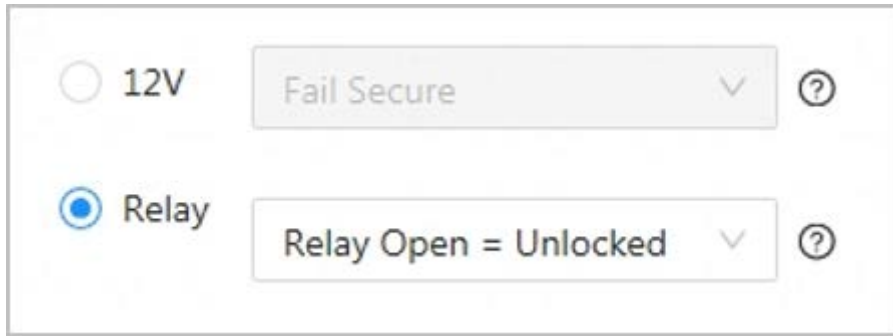 12V Fail Secure ?
Relay Relay Open = Unlocked ?